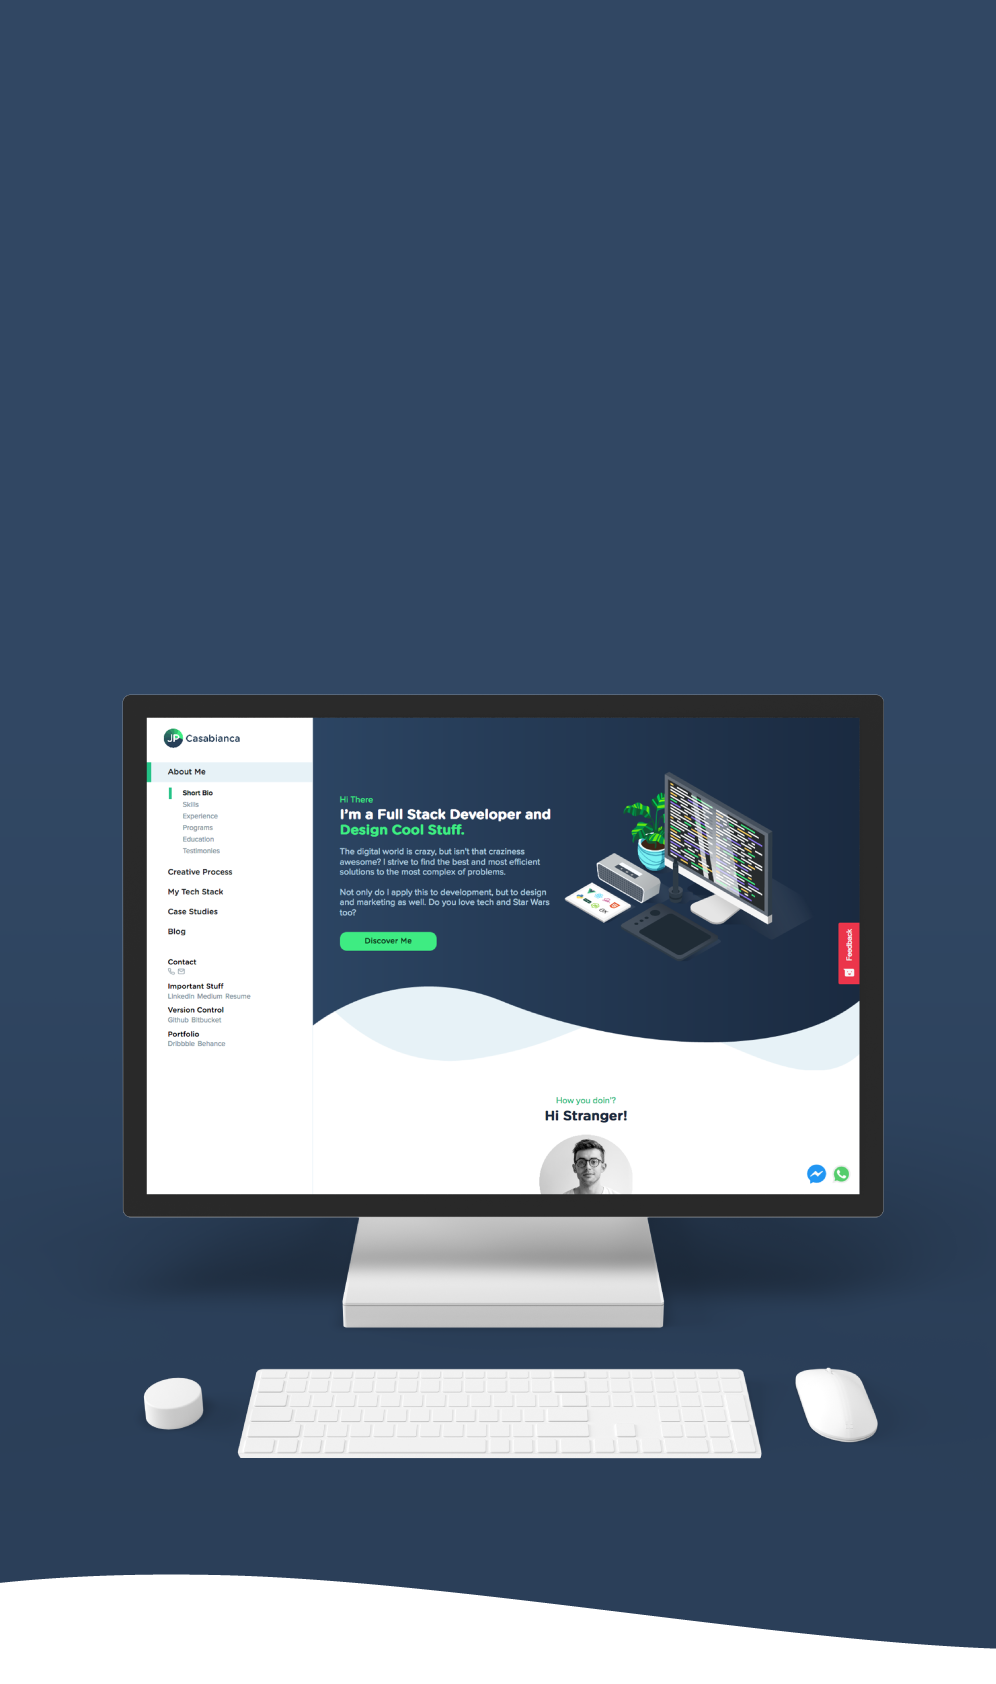 JP Casabianca
About Me
Short Bio
Skills
Experience
Programs
Education
Testimonies
Creative Process
My Tech Stack
Case Studies
Blog
Contact
Important Stuff
LinkedIn Medium Resume
Version Control
Github Bitbucket
Portfolio
Dribbble Behance
Hi There
I'm a Full Stack Developer and
Design Cool Stuff.
The digital world is crazy, but isn't that craziness
awesome? I strive to find the best and most efficient
solutions to the most complex of problems.
Not only do I apply this to development, but to design
and marketing as well. Do you love tech and Star Wars
too?
Discover Me
Feedback
How you doin'?
Hi Stranger!